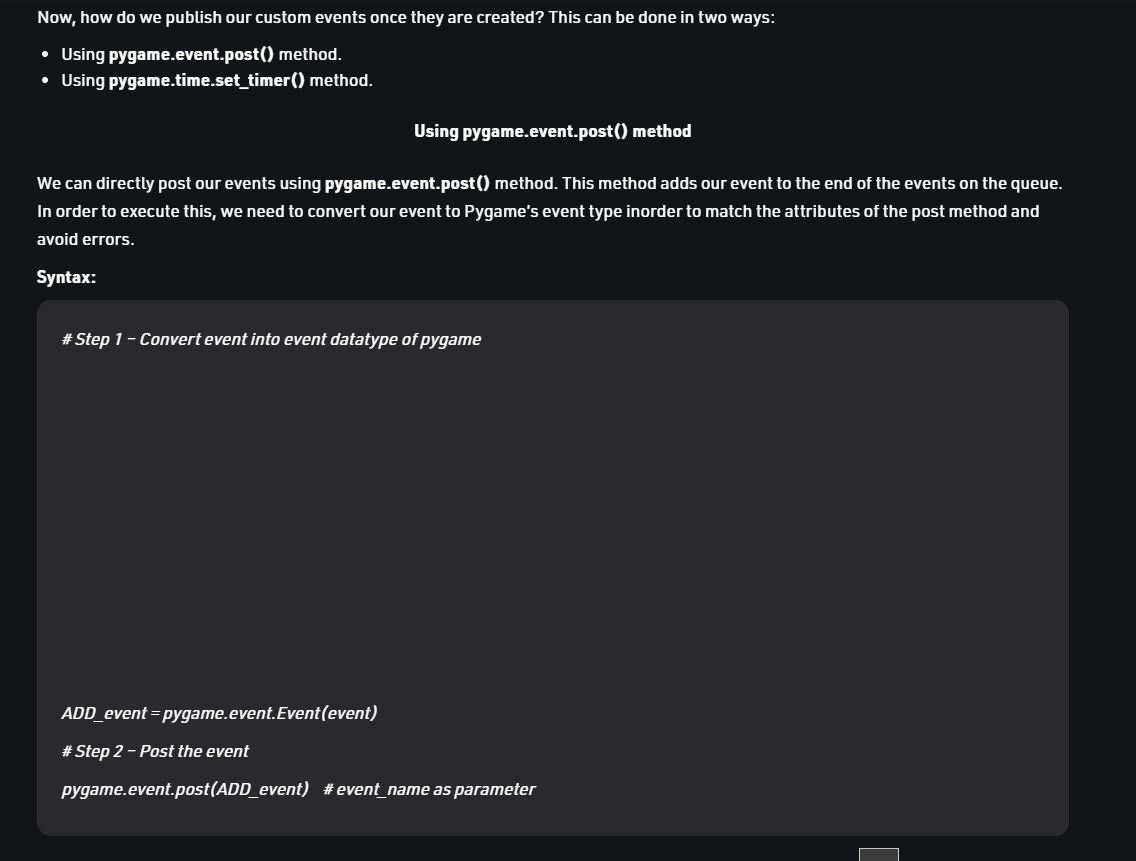 Now, how do we publish our custom events once they are created? This can be done in two ways:
• Using pygame.event.post() method.
• Using pygame.time.set_timer() method.
Using pygame.event.post() method
We can directly post our events using pygame.event.post() method. This method adds our event to the end of the events on the queue.
In order to execute this, we need to convert our event to Pygame's event type inorder to match the attributes of the post method and
avoid errors.
Syntax:
# Step 1 – Convert event into event datatype of pygame
ADD_event = pygame.event.Event(event)
# Step 2 – Post the event
pygame.event.post(ADD_event)   # event_name as parameter